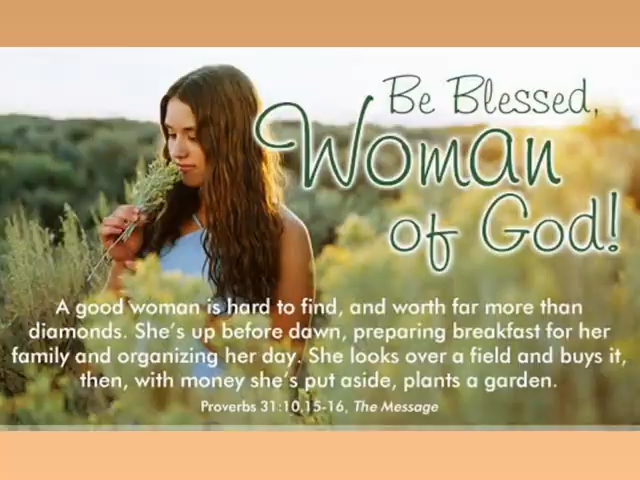 Be Blessed,
Woman
of God!
A good woman is hard to find, and worth far more than
diamonds. She's up before dawn, preparing breakfast for her
family and organizing her day. She looks over a field and buys it,
then, with money she's put aside, plants a garden.
Proverbs 31:10,15-16, The Message